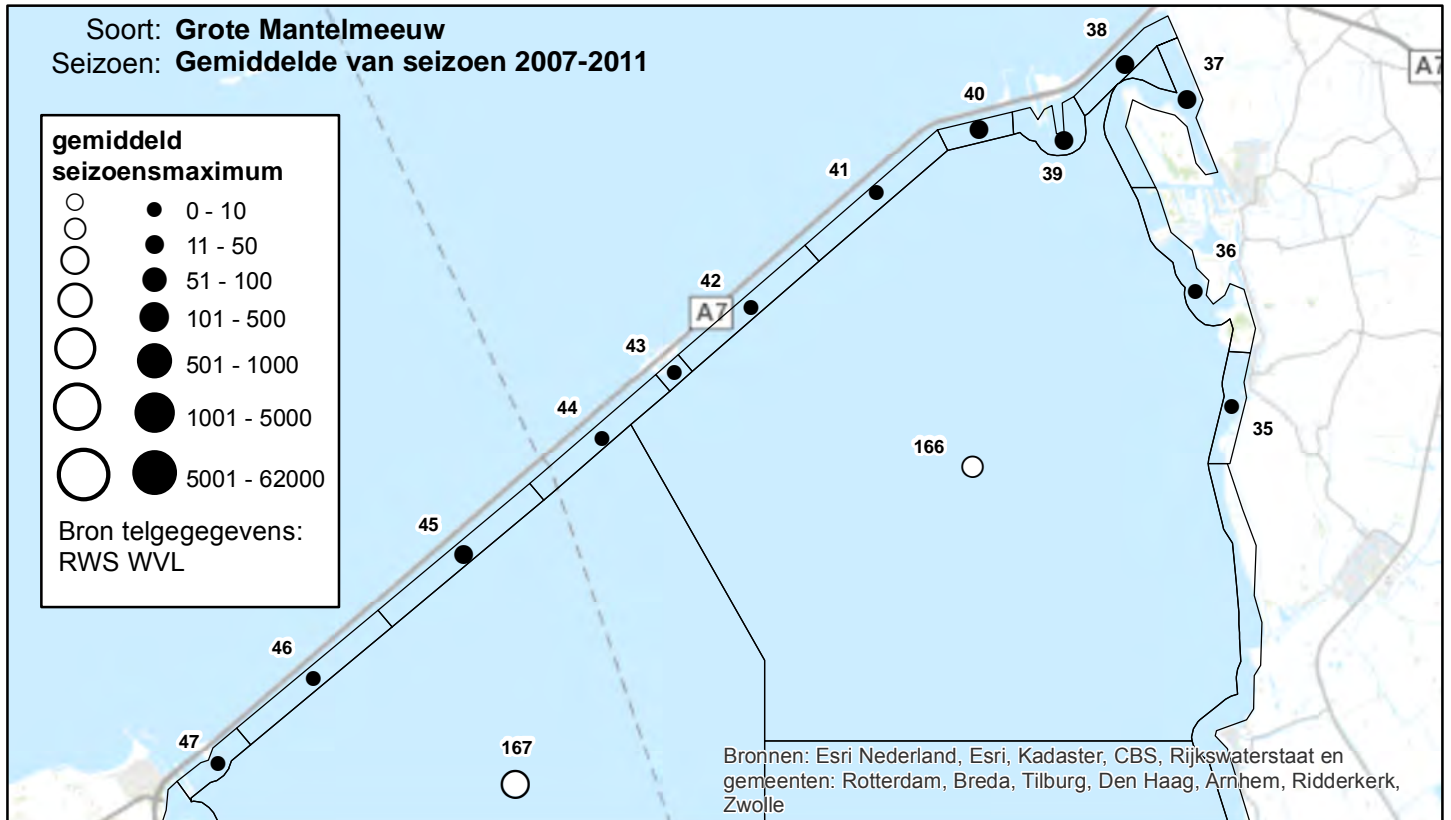 Soort: Grote Mantelmeeuw
Seizoen: Gemiddelde van seizoen 2007-2011
gemiddeld
seizoensmaximum
0 - 10
11 - 50
51 - 100
101 - 500
501 - 1000
1001 - 5000
5001 - 62000
Bron telgegegevens:
RWS WVL
38
37
A7
40
39
41
36
42
A7
43
44
35
166
45
46
47
167
Bronnen: Esri Nederland, Esri, Kadaster, CBS, Rijkswaterstaat en
gemeenten: Rotterdam, Breda, Tilburg, Den Haag, Arnhem, Ridderkerk,
Zwolle